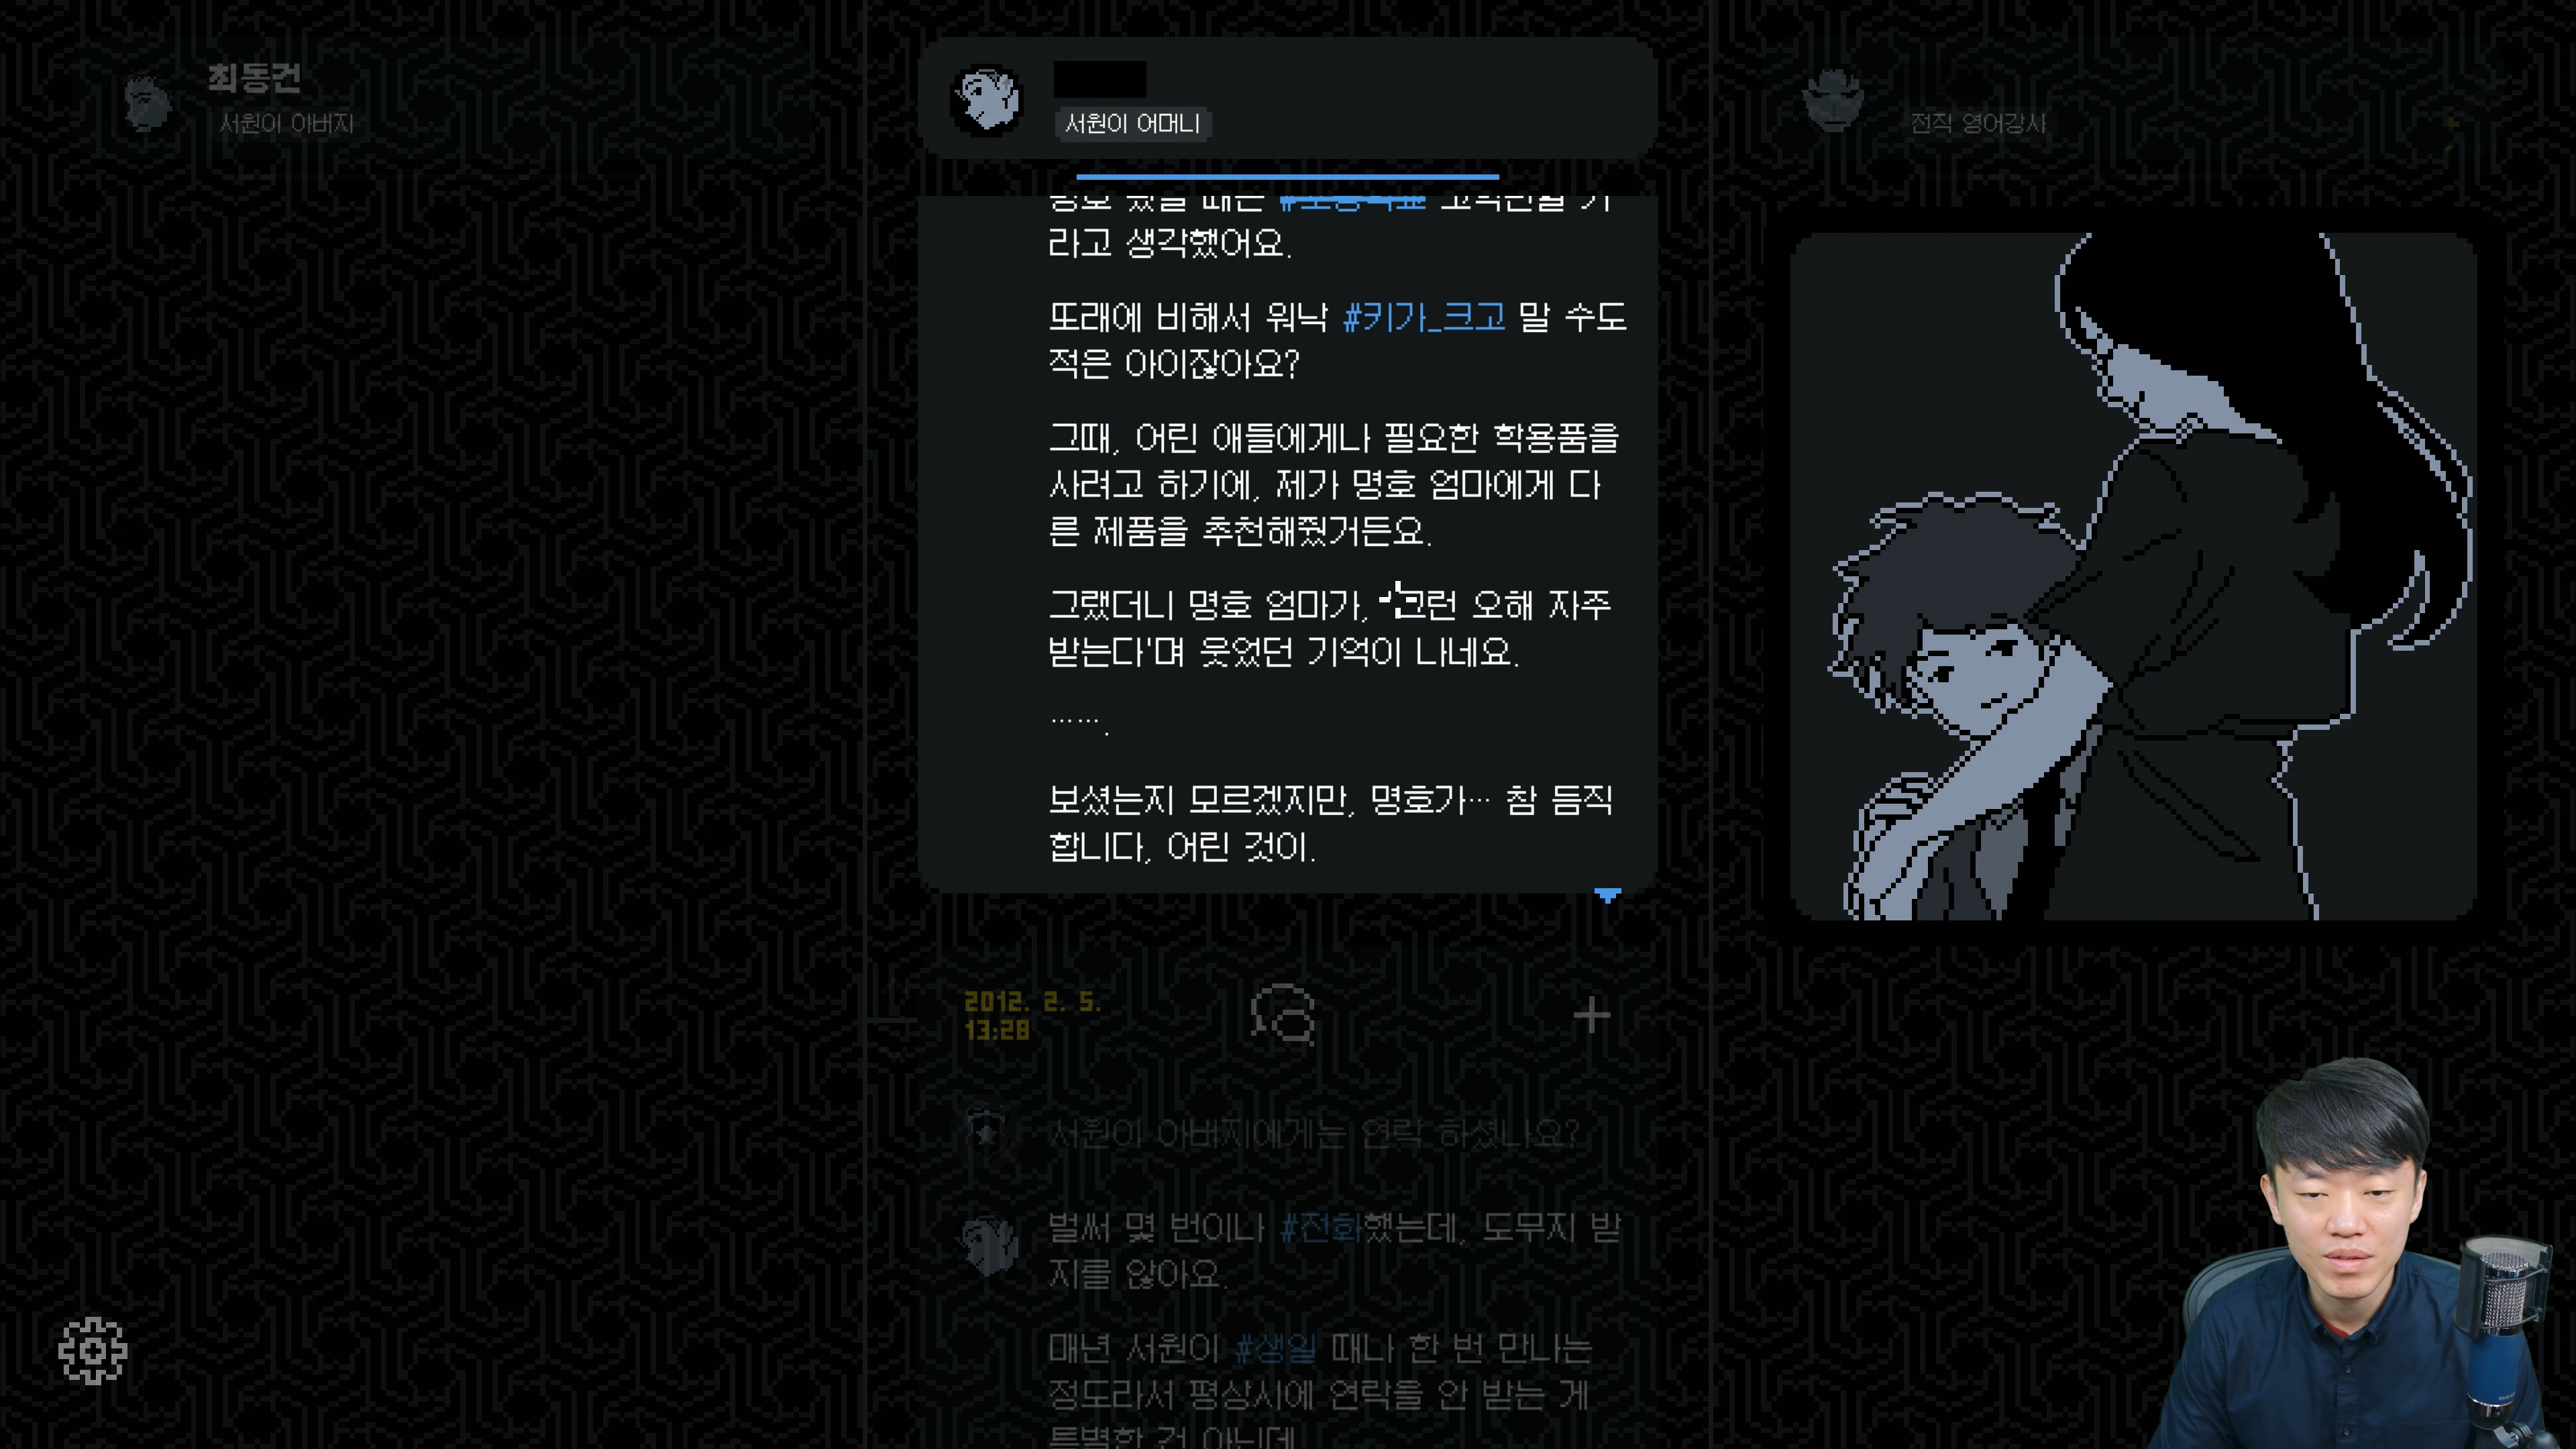 최동건
서원이 아버지
서원이 어머니
전직 영어강사
라고 생각했어요.
또래에 비해서 워낙 #키가_크고 말 수도
적은 아이잖아요?
그때, 어린 애들에게나 필요한 학용품을
사려고 하기에, 제가 명호 엄마에게 다
른 제품을 추천해줬거든요.
그랬더니 명호 엄마가, '그런 오해 자주
받는다'며 웃었던 기억이 나네요.
…….
보셨는지 모르겠지만, 명호가… 참 듬직
합니다, 어린 것이.
2012. 2. 5.
13:28
서원이 아버지에게는 연락 하셨나요?
벌써 몇 번이나 #전화했는데, 도무지 받
지를 않아요.
매년 서원이 #생일 때나 한 번 만나는
정도라서 평상시에 연락을 안 받는 게
특별한 건 아닌데